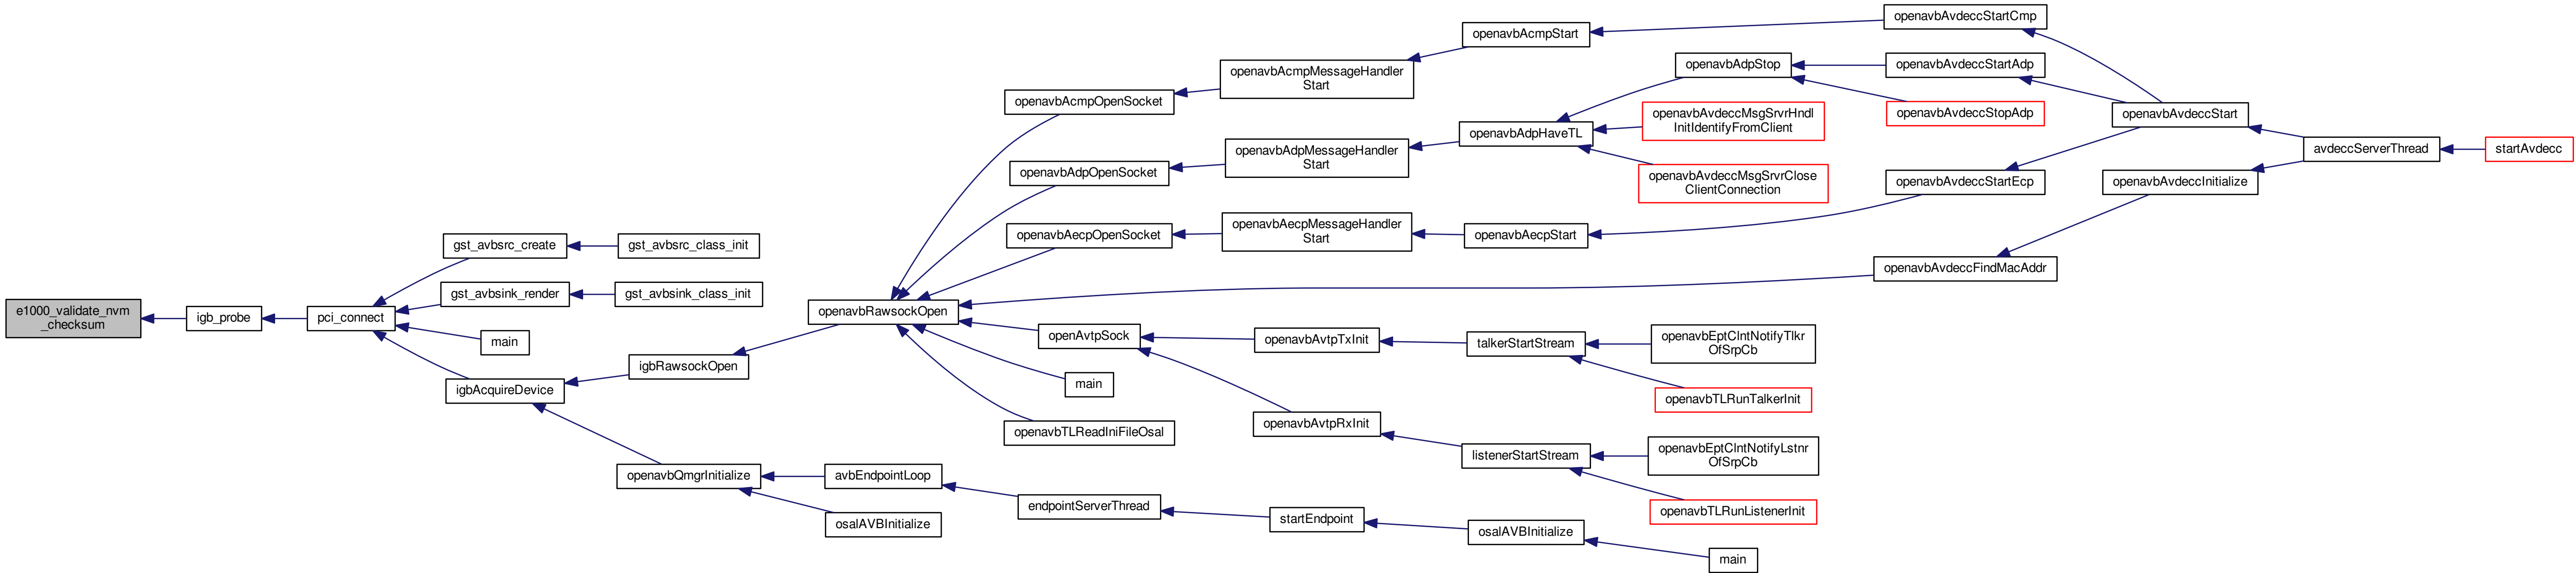 e1000_validate_nvm
_checksum
igb_probe
pci_connect
gst_avbsrc_create
gst_avbsrc_class_init
gst_avbsink_render
gst_avbsink_class_init
main
igbAcquireDevice
igbRawsockOpen
openavbRawsockOpen
openavbAcmpOpenSocket
openavbAcmpMessageHandler
Start
openavbAcmpStart
openavbAvdeccStartCmp
openavbAdpOpenSocket
openavbAdpMessageHandler
Start
openavbAdpHaveTL
openavbAdpStop
openavbAvdeccStartAdp
openavbAvdeccStopAdp
openavbAvdeccMsgSrvrHndl
InitIdentifyFromClient
openavbAvdeccMsgSrvrClose
ClientConnection
openavbAvdeccStart
avdeccServerThread
startAvdecc
openavbAecpOpenSocket
openavbAecpMessageHandler
Start
openavbAecpStart
openavbAvdeccStartEcp
openavbAvdeccInitialize
openavbAvdeccFindMacAddr
openAvtpSock
openavbAvtpTxInit
talkerStartStream
openavbEptClntNotifyTlkr
OfSrpCb
openavbTLRunTalkerInit
main
openavbAvtpRxInit
listenerStartStream
openavbEptClntNotifyLstnr
OfSrpCb
openavbTLRunListenerInit
openavbTLReadIniFileOsal
openavbQmgrInitialize
avbEndpointLoop
endpointServerThread
startEndpoint
osalAVBInitialize
main
osalAVBInitialize